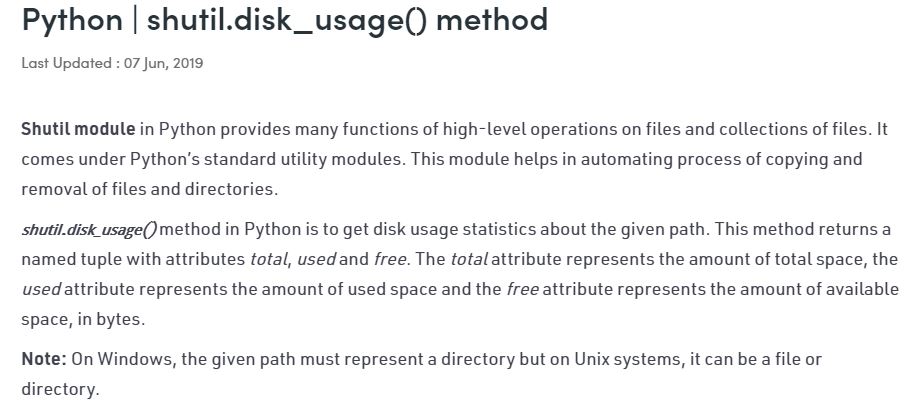 Python | shutil.disk_usage() method
Last Updated : 07 Jun, 2019
Shutil module in Python provides many functions of high-level operations on files and collections of files. It
comes under Python's standard utility modules. This module helps in automating process of copying and
removal of files and directories.
shutil.disk_usage() method in Python is to get disk usage statistics about the given path. This method returns a
named tuple with attributes total, used and free. The total attribute represents the amount of total space, the
used attribute represents the amount of used space and the free attribute represents the amount of available
space, in bytes.
Note: On Windows, the given path must represent a directory but on Unix systems, it can be a file or
directory.